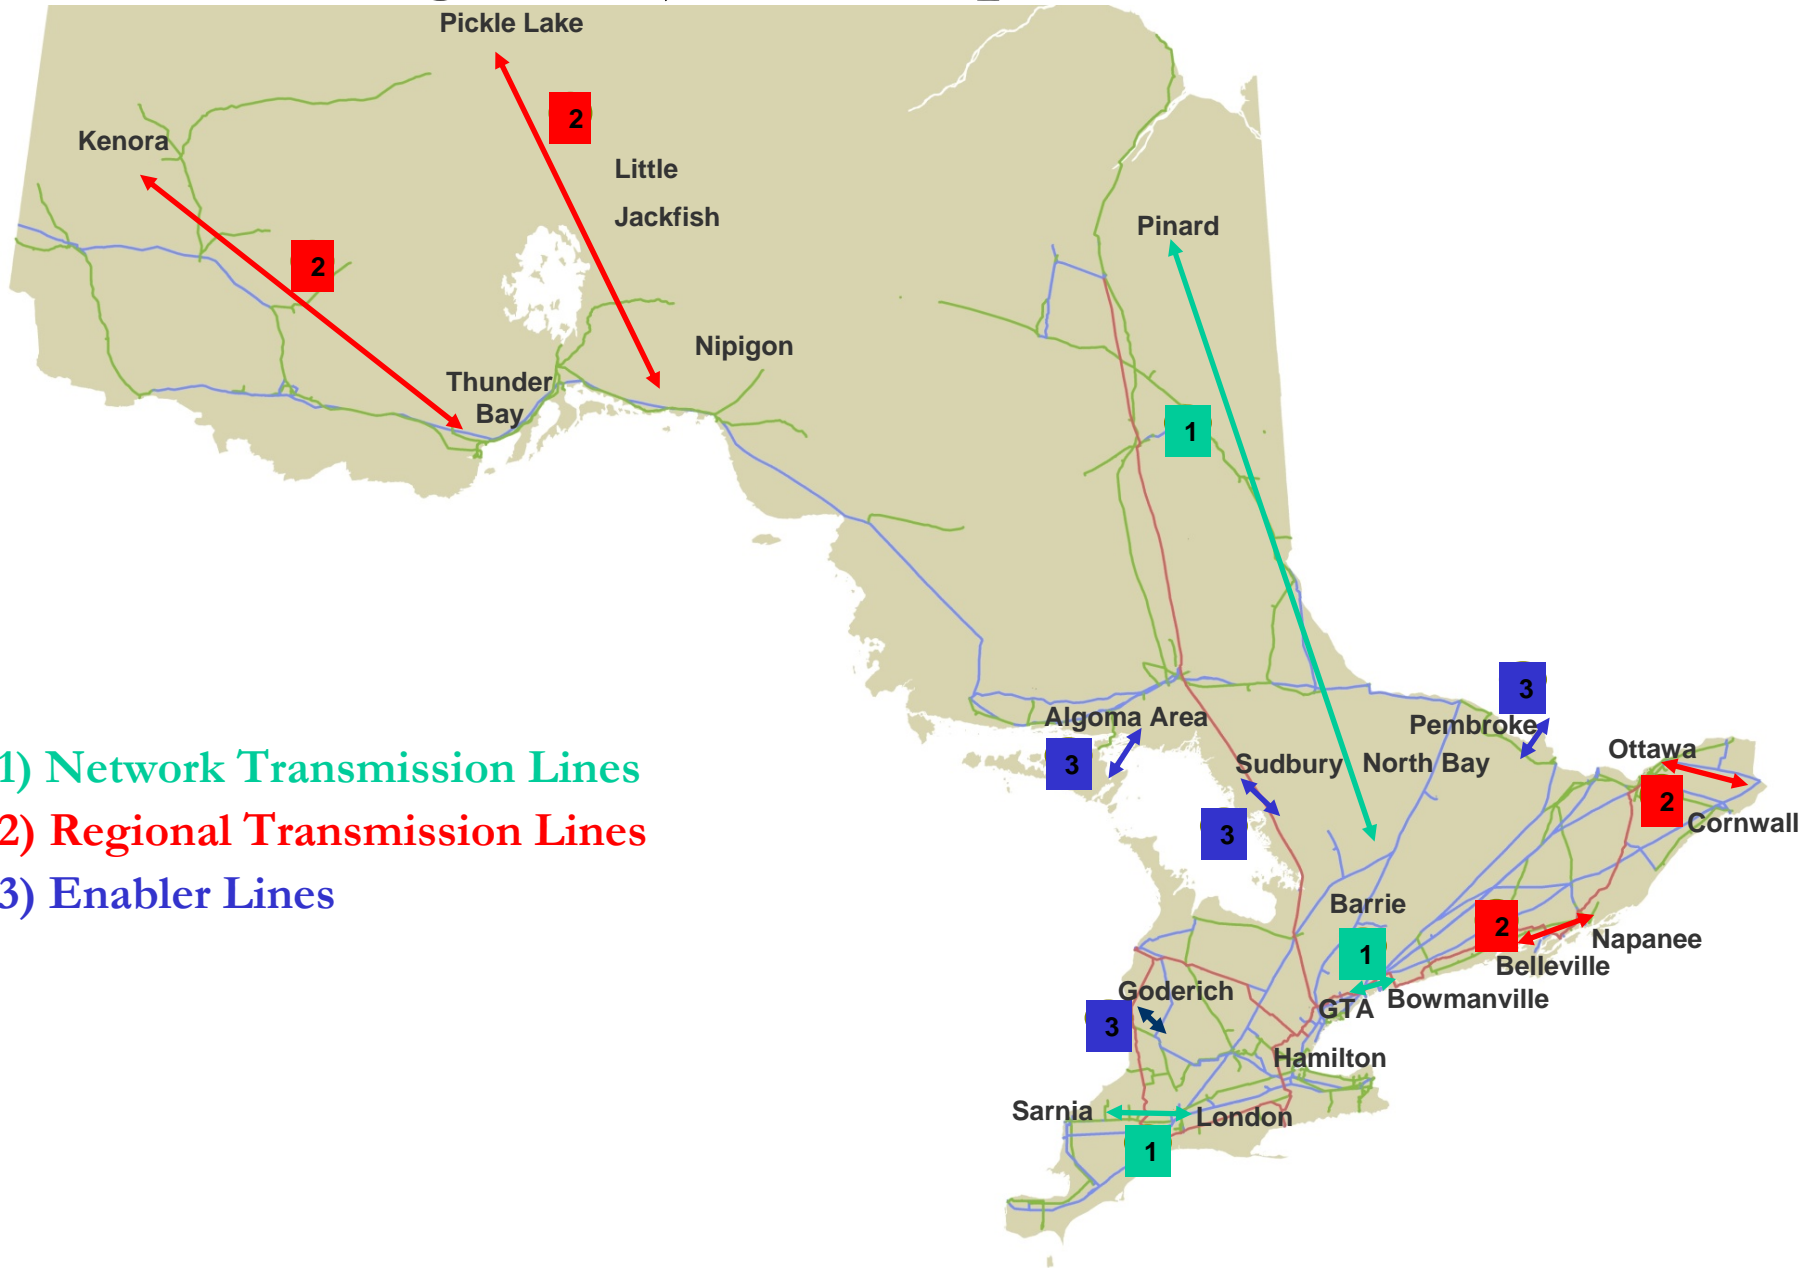 Pickle Lake
2
Kenora
Little
Jackfish
Pinard
2
Nipigon
Thunder
Bay
1
3
Algoma Area
Pembroke
Ottawa
3
Sudbury
North Bay
2
Cornwall
1) Network Transmission Lines
2) Regional Transmission Lines
3) Enabler Lines
3
Barrie
2
Napanee
1
Belleville
Goderich
Bowmanville
GTA
3
Hamilton
Sarnia
London
1